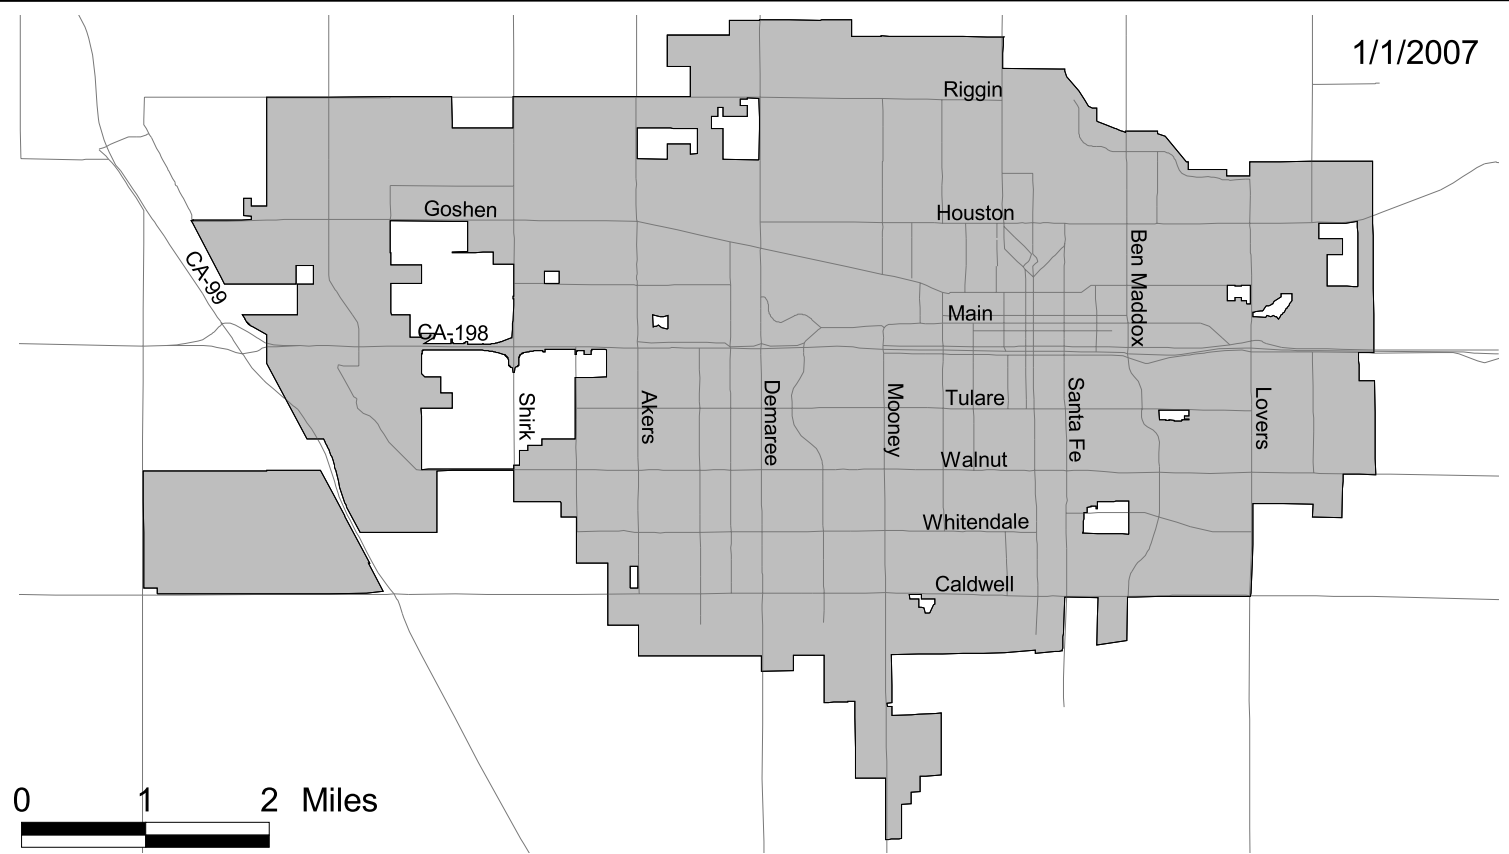 1/1/2007
Riggin
Goshen
Houston
CA-99
Ben Maddox
Main
CA-198
Shirk
Akers
Demaree
Mooney
Tulare
Santa Fe
Lovers
Walnut
Whitendale
Caldwell
0 1 2 Miles